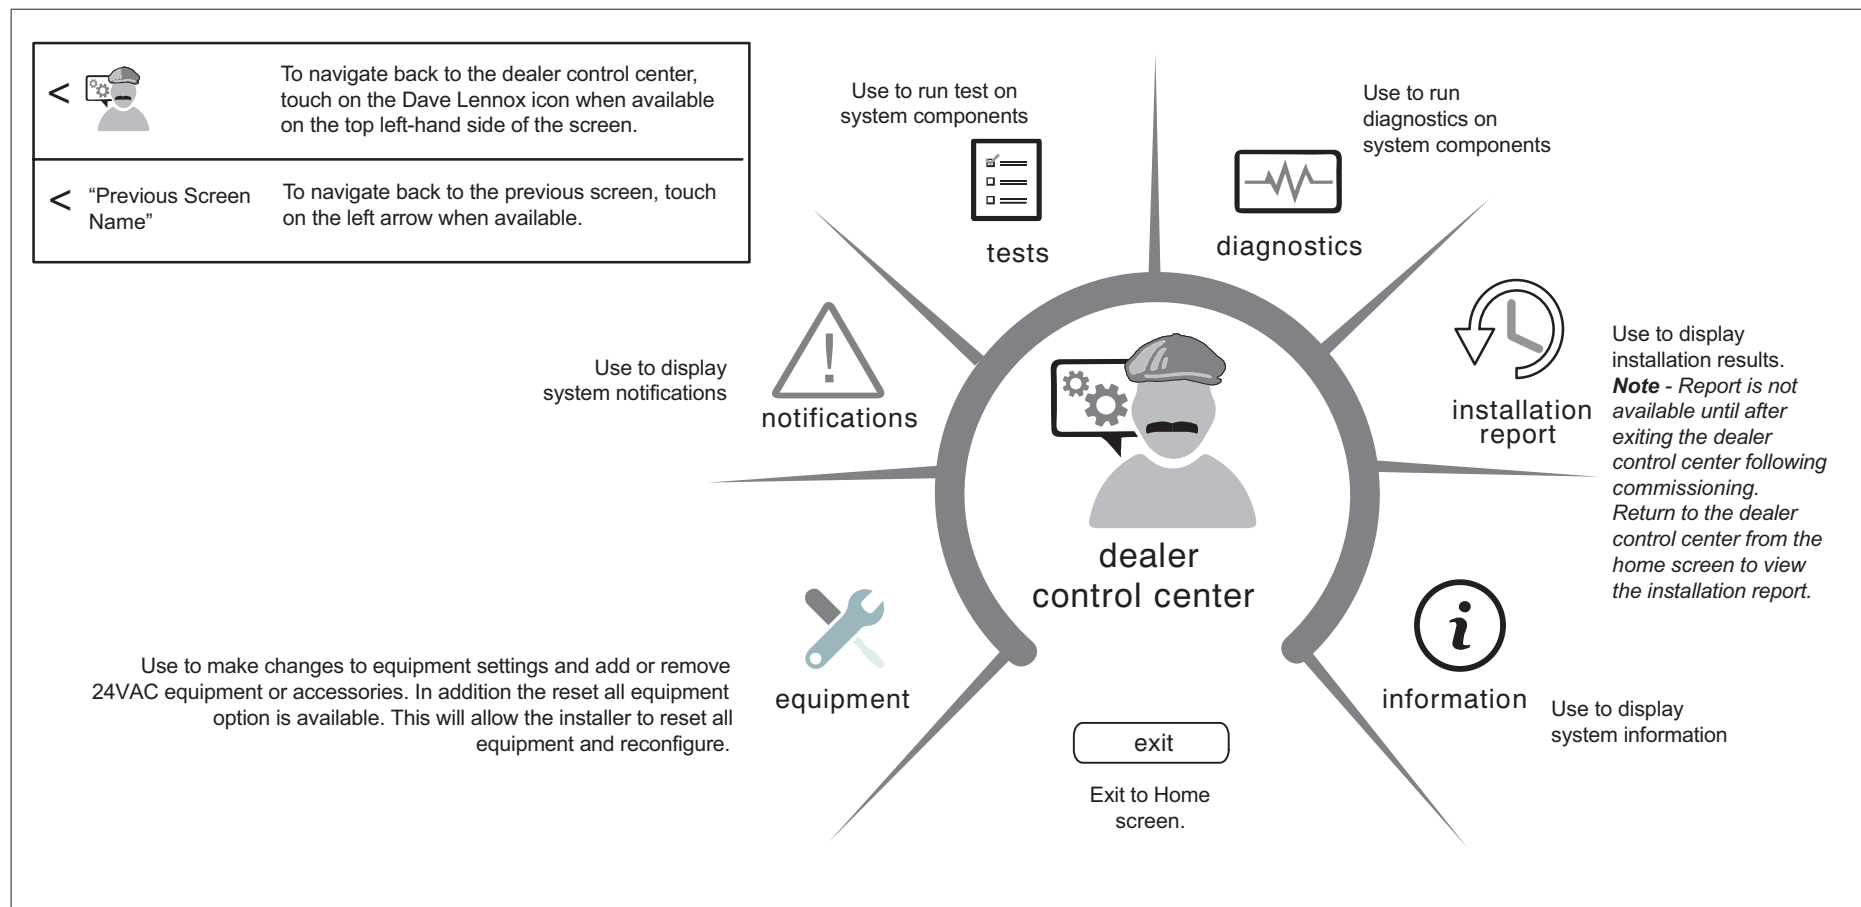 <
To navigate back to the dealer control center,
touch on the Dave Lennox icon when available
on the top left-hand side of the screen.
<
“Previous Screen
Name”
To navigate back to the previous screen, touch
on the left arrow when available.
Use to run test on
system components
tests
Use to run
diagnostics on
system components
diagnostics
Use to display
system notifications
!
notifications
installation
report
Use to display
installation results.
Note - Report is not
available until after
exiting the dealer
control center following
commissioning.
Return to the dealer
control center from the
home screen to view
the installation report.
dealer
control center
Use to make changes to equipment settings and add or remove
24VAC equipment or accessories. In addition the reset all equipment
option is available. This will allow the installer to reset all
equipment and reconfigure.
equipment
i
information
Use to display
system information
exit
Exit to Home
screen.